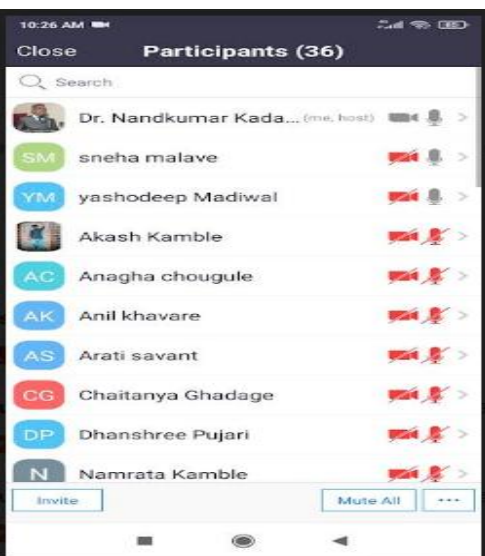 10:26 AM
Close Participants (36)
Search
Dr. Nandkumar Kada... (me, host)
SM sneha malave
YM yashodeep Madiwal
Akash Kamble
AC Anagha chougule
AK Anil khavare
AS Arati savant
CG Chaitanya Ghadage
DP Dhanshree Pujari
N Namrata Kamble
Invite Mute All ...